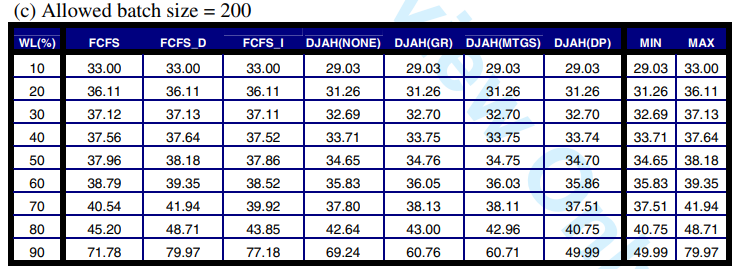 (c) Allowed batch size = 200
WL(%) FCFS FCFS_D FCFS_I DJAH(NONE) DJAH(GR) DJAH(MTGS) DJAH(DP) MIN MAX
10 33.00 33.00 33.00 29.03 29.03 29.03 29.03 29.03 33.00
20 36.11 36.11 36.11 31.26 31.26 31.26 31.26 31.26 36.11
30 37.12 37.13 37.11 32.69 32.70 32.70 32.70 32.69 37.13
40 37.56 37.64 37.52 33.71 33.75 33.75 33.74 33.71 37.64
50 37.96 38.18 37.86 34.65 34.76 34.75 34.70 34.65 38.18
60 38.79 39.35 38.52 35.83 36.05 36.03 35.86 35.83 39.35
70 40.54 41.94 39.92 37.80 38.13 38.11 37.51 37.51 41.94
80 45.20 48.71 43.85 42.64 43.00 42.96 40.75 40.75 48.71
90 71.78 79.97 77.18 69.24 60.76 60.71 49.99 49.99 79.97